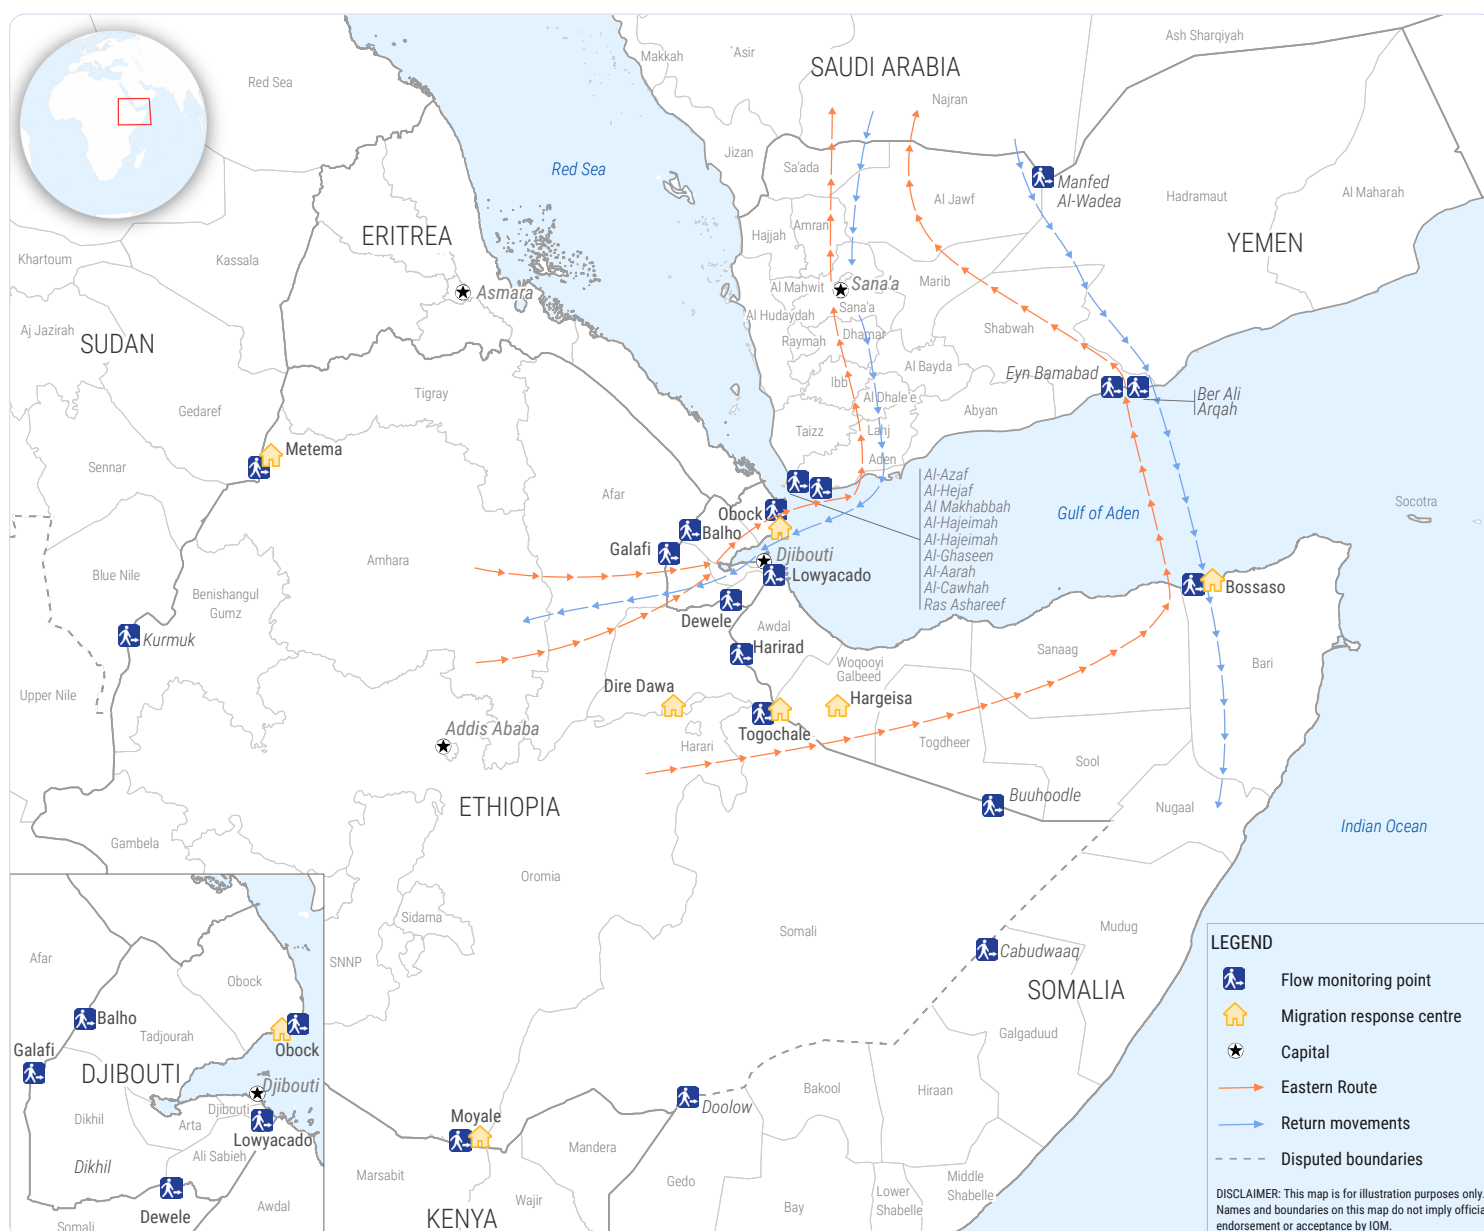 Ash Sharqiyah
Makkah
'Asir
SAUDI ARABIA
Red Sea
Najran
Jizan
Sa'ada
Red Sea
Manfed
Al-Wadea
Al Jawf
Hadramaut
Al Maharah
Amran
Hajjah
ERITREA
YEMEN
Khartoum
Kassala
Asmara
Al Mahwit
Sana'a
Marib
Sana'a
Al Hudaydah
Aj Jazirah
SUDAN
Raymah
Dhamar
Shabwah
Al Bayda
Eyn Bamabad
Ibb
Tigray
Al Dhale'e
Ber Ali
Arqah
Gedaref
Abyan
Taizz
Lahj
Metema
Aden
Sennar
Afar
Al-Azaf
Al-Hejaf
Al Makhabbah
Al-Hajeimah
Al-Hajeimah
Al-Ghaseen
Al-Aarah
Al-Cawhah
Ras Ashareef
Socotra
Gulf of Aden
Obock
Balho
Galafi
Djibouti
Amhara
Blue Nile
Lowyacado
Bossaso
Benishangul
Gumz
Dewele
Awdal
Kurmuk
Harirad
Sanaag
Woqooyi
Galbeed
Bari
Upper Nile
Dire Dawa
Hargeisa
Addis Ababa
Togochale
Harari
Togdheer
Sool
ETHIOPIA
Buuhoodle
Nugaal
Indian Ocean
Gambela
Oromia
Sidama
Somali
Mudug
SNNP
Cabudwaaq
SOMALIA
Galgaduud
Afar
Obock
Balho
Tadjourah
Galafi
Obock
DJIBOUTI
Djibouti
Dikhil
Djibouti
Arta
Lowyacado
Ali Sabieh
Dikhil
Dewele
Awdal
Somali
Bakool
Hiraan
Doolow
Moyale
Mandera
Marsabit
Gedo
Wajir
Bay
Lower
Shabelle
Middle
Shabelle
KENYA
LEGEND
Flow monitoring point
Migration response centre
Capital
Eastern Route
Return movements
Disputed boundaries
DISCLAIMER: This map is for illustration purposes only.
Names and boundaries on this map do not imply officia
endorsement or acceptance by IOM.